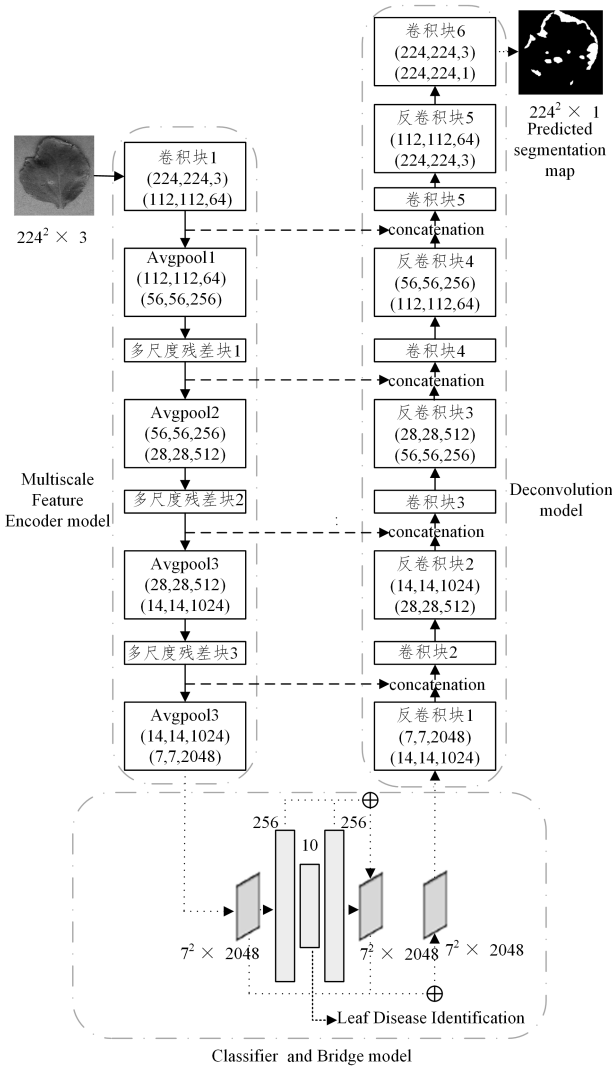 224² × 3
Multiscale
Feature
Encoder model
卷积块1
(224,224,3)
(112,112,64)
Avgpool1
(112,112,64)
(56,56,256)
多尺度残差块1
Avgpool2
(56,56,256)
(28,28,512)
多尺度残差块2
Avgpool3
(28,28,512)
(14,14,1024)
多尺度残差块3
Avgpool3
(14,14,1024)
(7,7,2048)
卷积块6
(224,224,3)
(224,224,1)
反卷积块5
(112,112,64)
(224,224,3)
卷积块5
concatenation
反卷积块4
(56,56,256)
(112,112,64)
卷积块4
concatenation
反卷积块3
(28,28,512)
(56,56,256)
卷积块3
concatenation
反卷积块2
(14,14,1024)
(28,28,512)
卷积块2
concatenation
反卷积块1
(7,7,2048)
(14,14,1024)
224² × 1
Predicted
segmentation
map
Deconvolution
model
256
10
256
7² × 2048
7² × 2048
7² × 2048
Leaf Disease Identification
Classifier and Bridge model